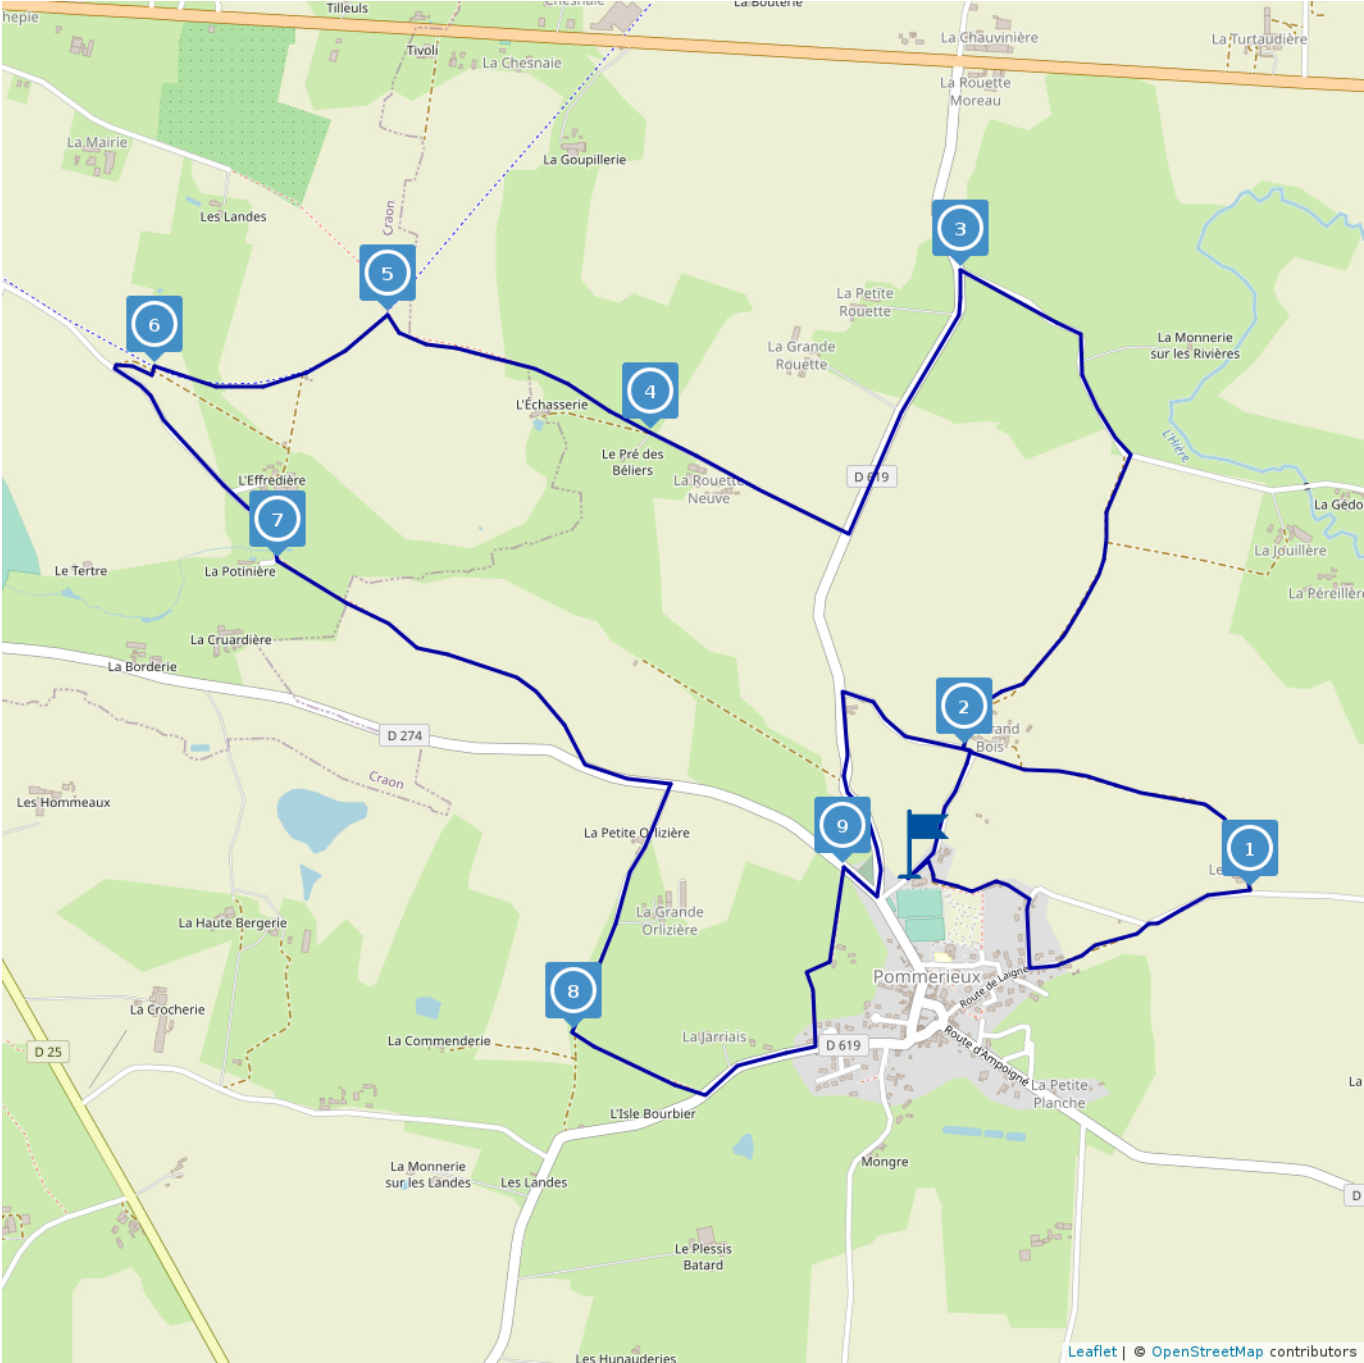 hepie
Tilleuls
Chesnaie
La Bouterie
Tivoli
La Chesnaie
La Chauvinière
La Turtaudière
La Rouette
Moreau
La Mairie
La Goupillerie
Les Landes
Craon
3
5
La Petite
Rouette
6
La Grande
Rouette
La Monnerie
sur les Rivières
4
L'Échasserie
L'Hière
Le Pré des
Béliers
L'Effredière
La Rouette
Neuve
D 619
La Gédo
7
La Jouillère
Le Tertre
La Potinière
La Péreillère
La Cruardière
La Borderie
2
D 274
rand
Bois
Craon
Les Hommeaux
La Petite Orlizière
9
1
Le
La Haute Bergerie
La Grande
Orlizière
Pommerieux
Route de Laigné
8
La Crocherie
La Commenderie
La Jarriais
D 619
D 25
Route d'Ampoigné
La Petite
Planche
La
L'Isle Bourbier
La Monnerie
sur les Landes
Les Landes
Mongre
D
Le Plessis
Batard
Les Hunauderies
Leaflet | © OpenStreetMap contributors